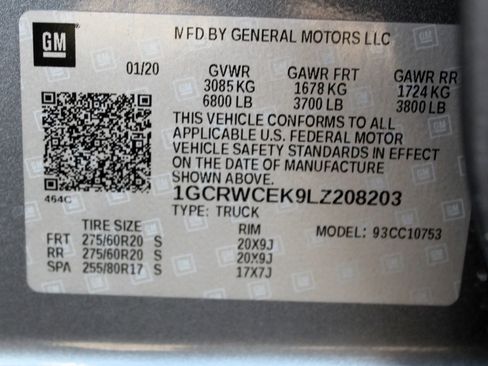 GM
MFD BY GENERAL MOTORS LLC
01/20 GVWR GAWR FRT GAWR RR
3085 KG 1678 KG 1724 KG
6800 LB 3700 LB 3800 LB
THIS VEHICLE CONFORMS TO ALL
APPLICABLE U.S. FEDERAL MOTOR
VEHICLE SAFETY STANDARDS IN EFFECT
ON THE DATE OF MANUFACTURE
SHOWN ABOVE.
464C 1GCRWCEK9LZ208203
TYPE: TRUCK
TIRE SIZE RIM MODEL: 93CC10753
FRT 275/60R20 S 20X9J
RR 275/60R20 S 20X9J
SPA 255/80R17 S 17X7J